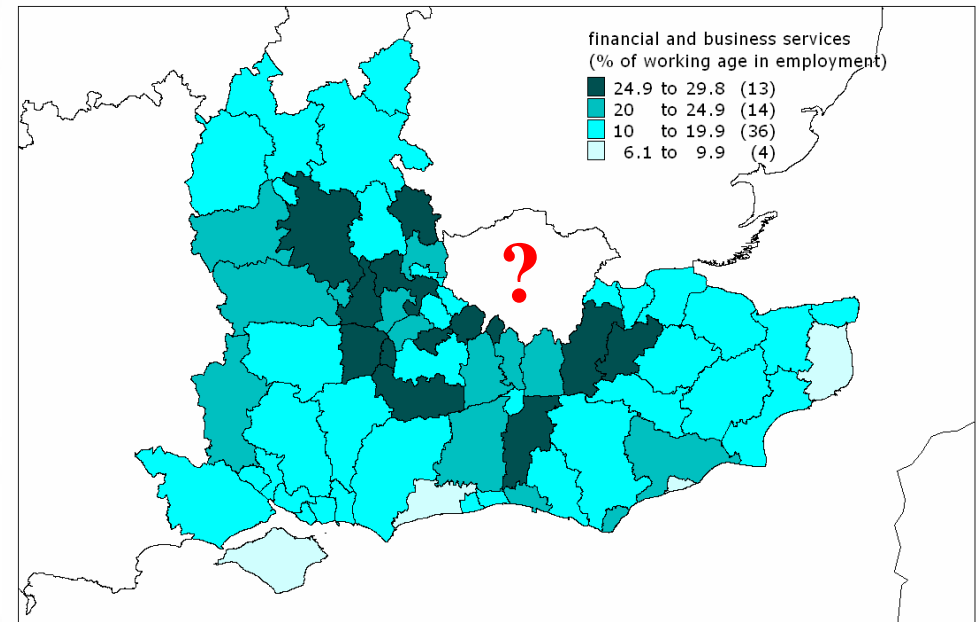 financial and business services
(% of working age in employment)
24.9 to 29.8 (13)
20 to 24.9 (14)
10 to 19.9 (36)
6.1 to 9.9 (4)
?